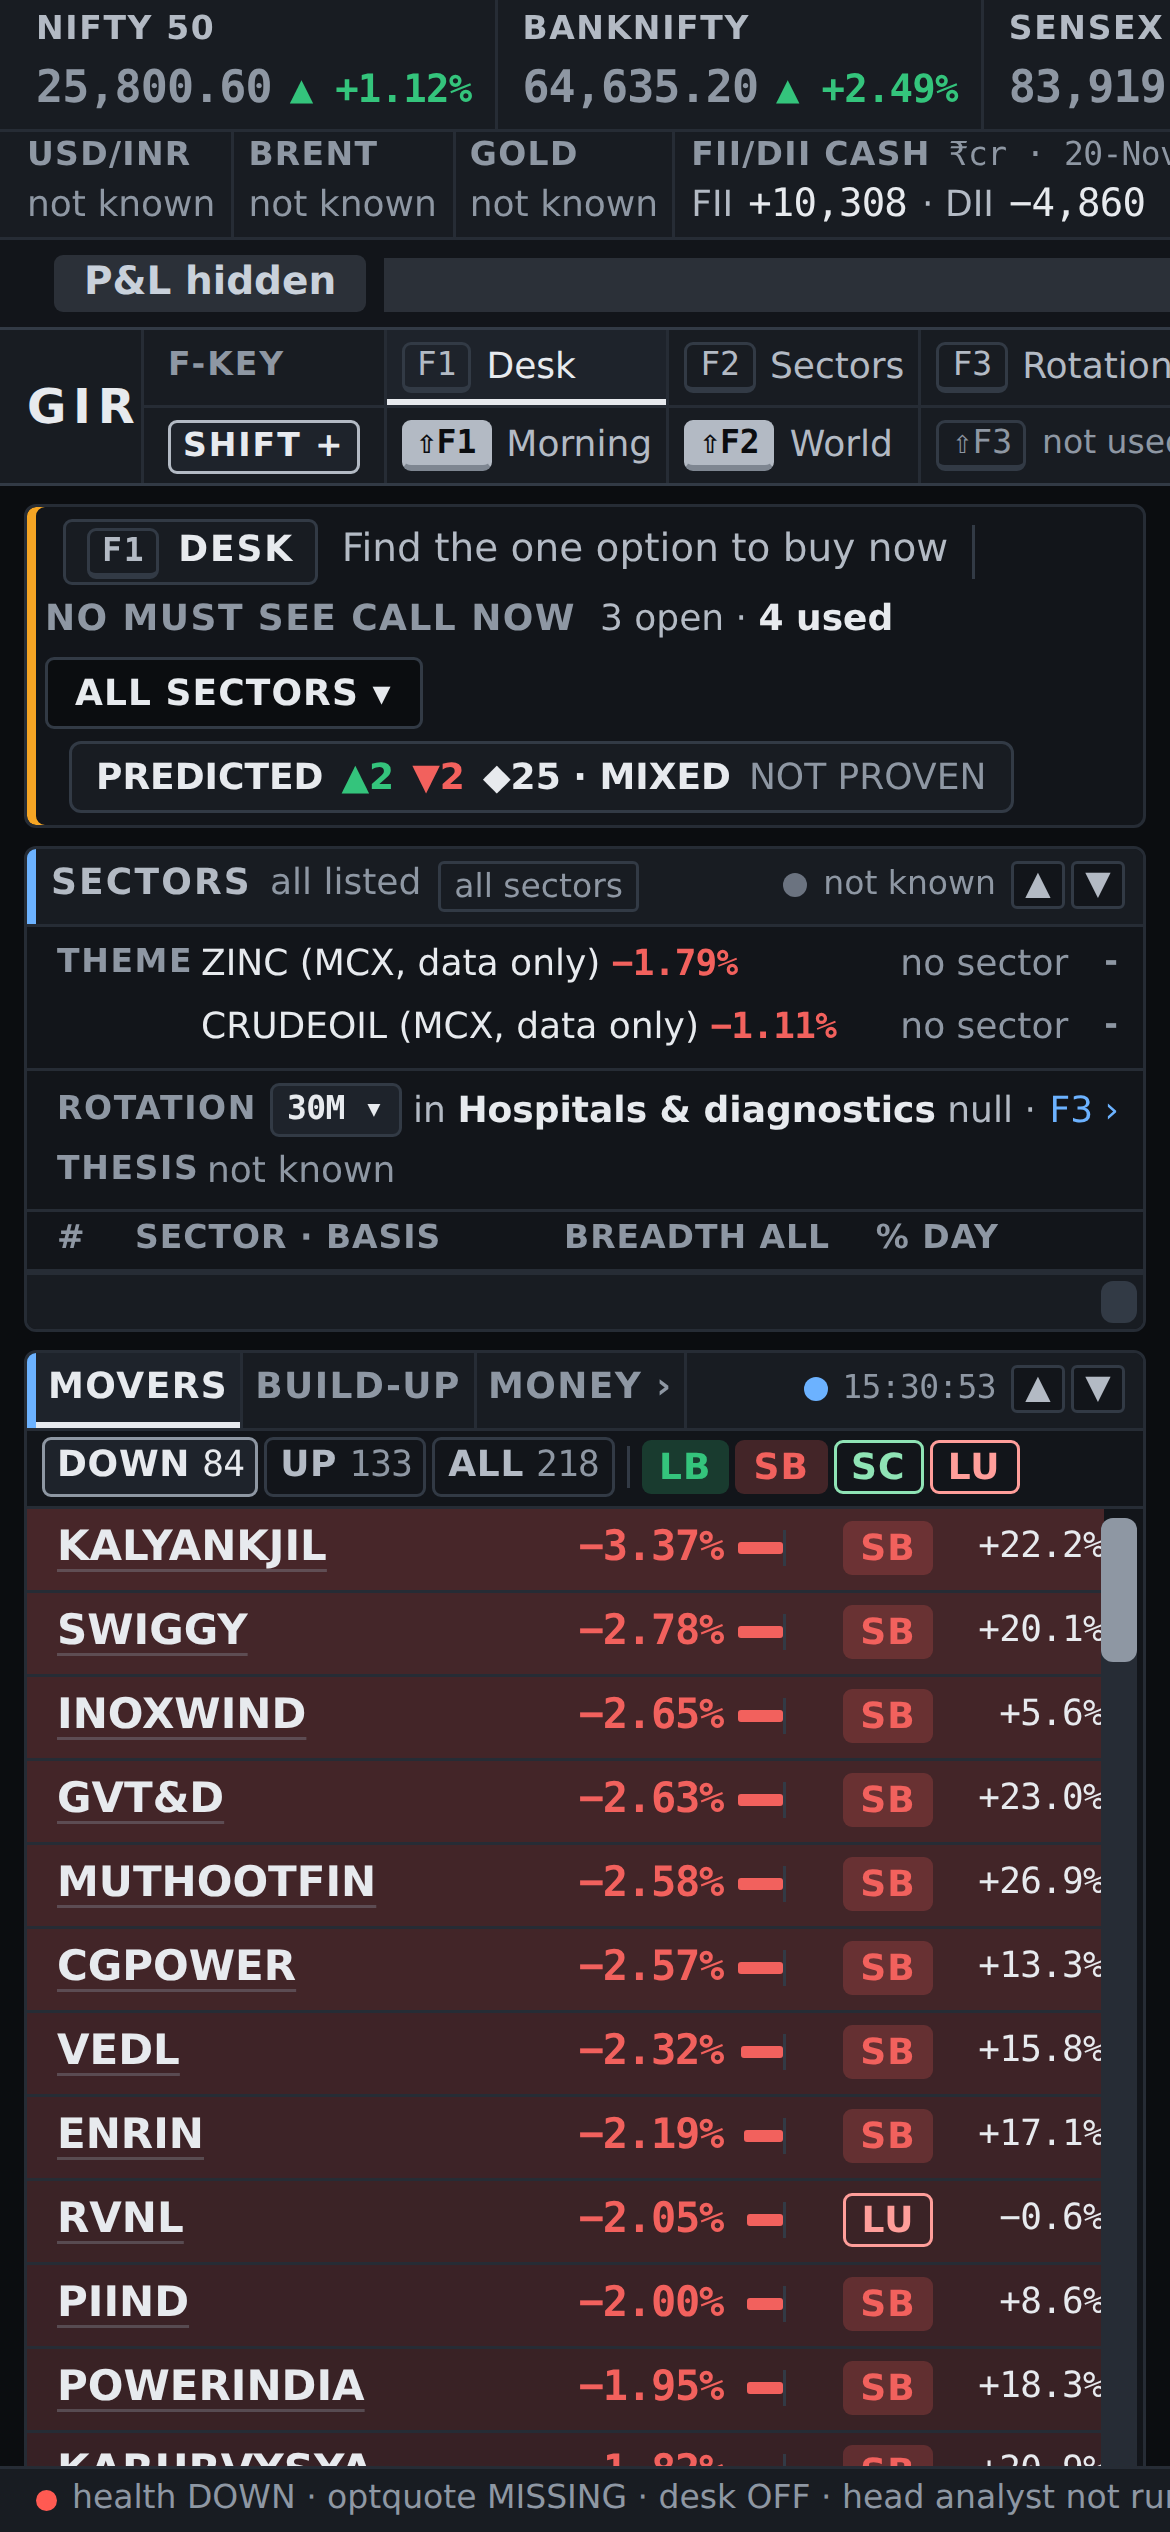 NIFTY 50 BANKNIFTY SENSEX
25,800.60 ▲ +1.12% 64,635.20 ▲ +2.49% 83,919
USD/INR BRENT GOLD FII/DII CASH ₹cr · 20-Nov
not known not known not known FII +10,308 · DII −4,860
P&L hidden
GIR
F-KEY F1 Desk F2 Sectors F3 Rotation
SHIFT + ⇧F1 Morning ⇧F2 World ⇧F3 not used
F1 DESK Find the one option to buy now
NO MUST SEE CALL NOW 3 open · 4 used
ALL SECTORS ▾
PREDICTED ▲2 ▼2 ◆25 · MIXED NOT PROVEN
SECTORS all listed all sectors ● not known ▲ ▼
THEME ZINC (MCX, data only) −1.79% no sector -
CRUDEOIL (MCX, data only) −1.11% no sector -
ROTATION 30M ▾ in Hospitals & diagnostics null · F3 ›
THESIS not known
# SECTOR · BASIS BREADTH ALL % DAY
MOVERS BUILD-UP MONEY › ● 15:30:53 ▲ ▼
DOWN 84 UP 133 ALL 218 LB SB SC LU
KALYANKJIL −3.37% SB +22.2%
SWIGGY −2.78% SB +20.1%
INOXWIND −2.65% SB +5.6%
GVT&D −2.63% SB +23.0%
MUTHOOTFIN −2.58% SB +26.9%
CGPOWER −2.57% SB +13.3%
VEDL −2.32% SB +15.8%
ENRIN −2.19% SB +17.1%
RVNL −2.05% LU −0.6%
PIIND −2.00% SB +8.6%
POWERINDIA −1.95% SB +18.3%
KARURVYSYA −1.82% SB +20.9%
● health DOWN · optquote MISSING · desk OFF · head analyst not